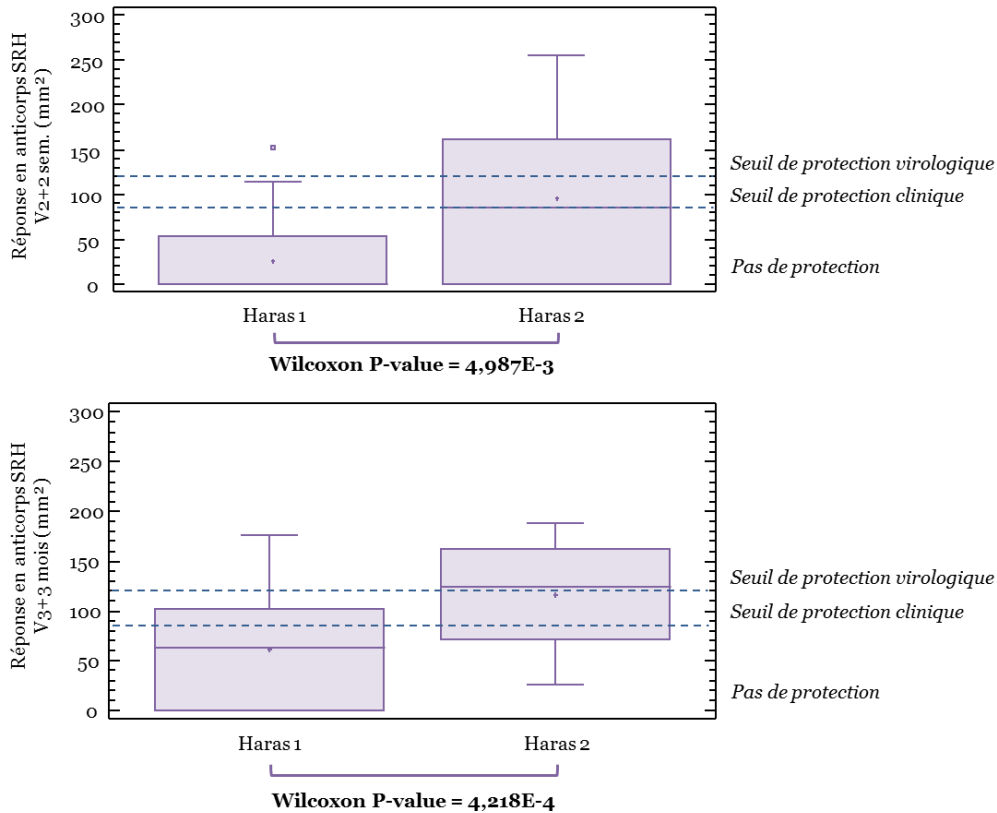 Réponse en anticorps SRH
V2+2 sem. (mm²)
300
250
200
150
100
50
0
Seuil de protection virologique
Seuil de protection clinique
Pas de protection
Haras 1
Haras 2
Wilcoxon P-value = 4,987E-3
Réponse en anticorps SRH
V3+3 mois (mm²)
300
250
200
150
100
50
0
Seuil de protection virologique
Seuil de protection clinique
Pas de protection
Haras 1
Haras 2
Wilcoxon P-value = 4,218E-4